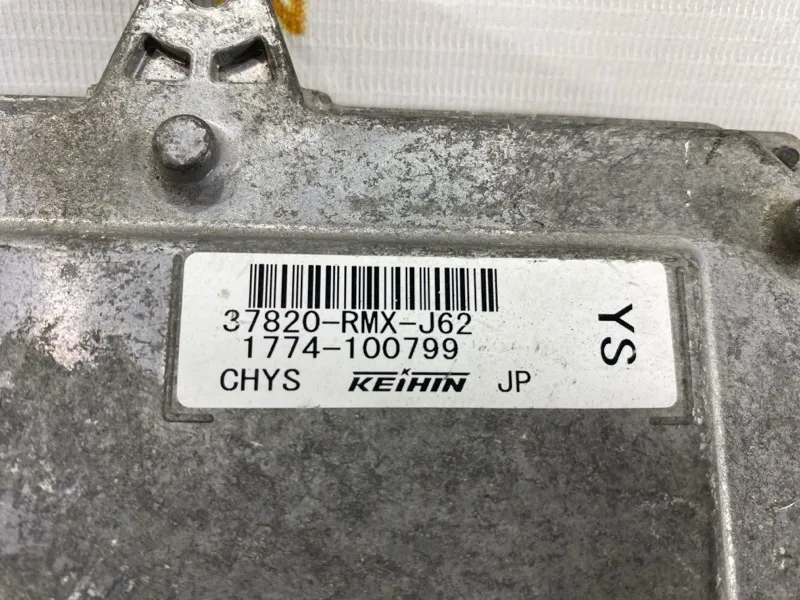 37820-RMX-J62
1774-100799
CHYS KEIHIN JP
YS